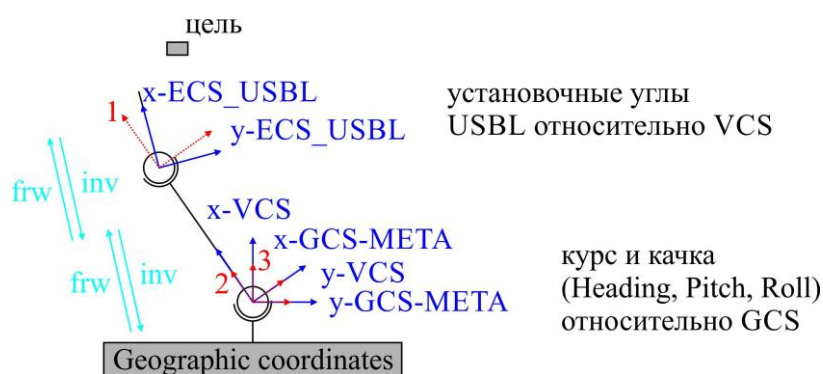 цель
x-ECS_USBL
1
y-ECS_USBL
установочные углы
USBL относительно VCS
frw
inv
x-VCS
x-GCS-META
3
y-VCS
2
y-GCS-META
frw
inv
курс и качка
(Heading, Pitch, Roll)
относительно GCS
Geographic coordinates